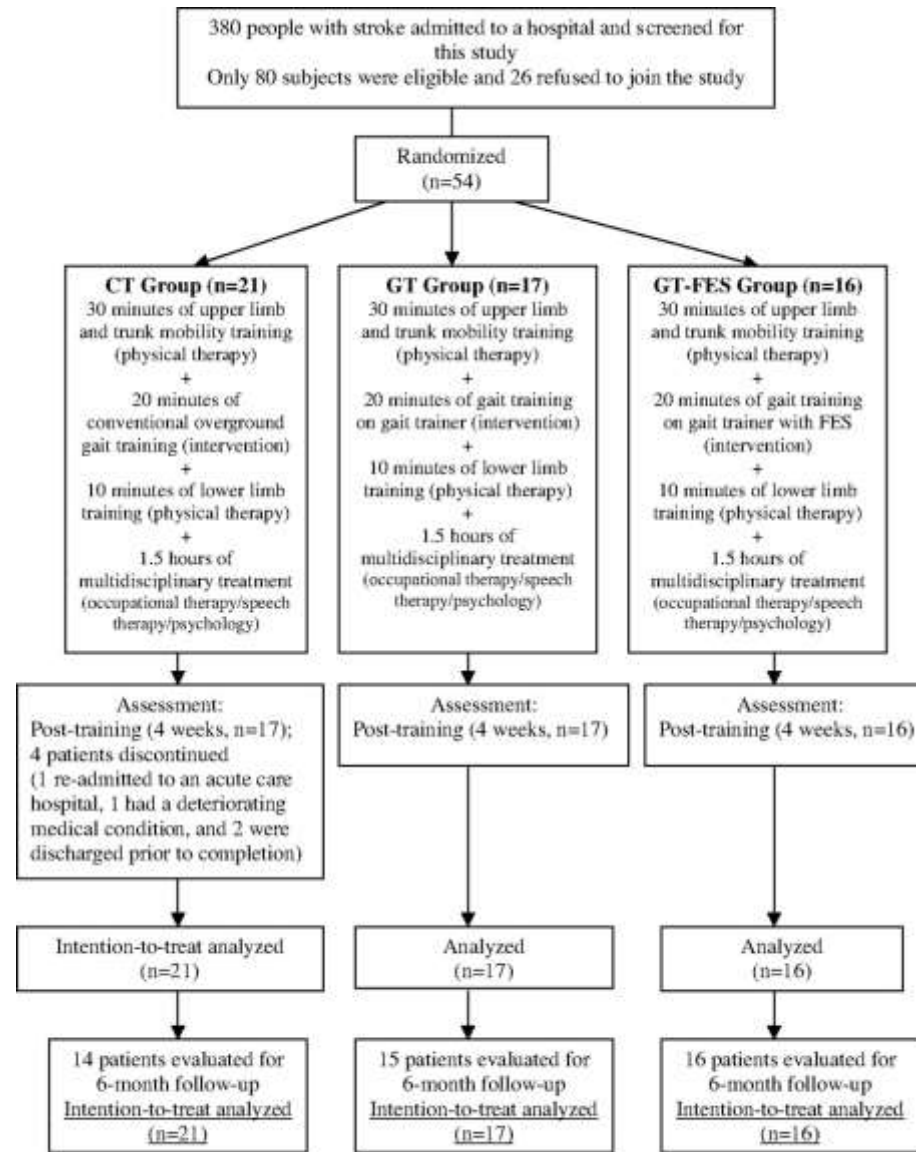 380 people with stroke admitted to a hospital and screened for
this study
Only 80 subjects were eligible and 26 refused to join the study
Randomized
(n=54)
CT Group (n=21)
30 minutes of upper limb
and trunk mobility training
(physical therapy)
+
20 minutes of
conventional overground
gait training (intervention)
+
10 minutes of lower limb
training (physical therapy)
+
1.5 hours of
multidisciplinary treatment
(occupational therapy/speech
therapy/psychology)
GT Group (n=17)
30 minutes of upper limb
and trunk mobility training
(physical therapy)
+
20 minutes of gait training
on gait trainer (intervention)
+
10 minutes of lower limb
training (physical therapy)
+
1.5 hours of
multidisciplinary treatment
(occupational therapy/speech
therapy/psychology)
GT-FES Group (n=16)
30 minutes of upper limb
and trunk mobility training
(physical therapy)
+
20 minutes of gait training
on gait trainer with FES
(intervention)
+
10 minutes of lower limb
training (physical therapy)
+
1.5 hours of
multidisciplinary treatment
(occupational therapy/speech
therapy/psychology)
Assessment:
Post-training (4 weeks, n=17);
4 patients discontinued
(1 re-admitted to an acute care
hospital, 1 had a deteriorating
medical condition, and 2 were
discharged prior to completion)
Assessment:
Post-training (4 weeks, n=17)
Assessment:
Post-training (4 weeks, n=16)
Intention-to-treat analyzed
(n=21)
Analyzed
(n=17)
Analyzed
(n=16)
14 patients evaluated for
6-month follow-up
Intention-to-treat analyzed
(n=21)
15 patients evaluated for
6-month follow-up
Intention-to-treat analyzed
(n=17)
16 patients evaluated for
6-month follow-up
Intention-to-treat analyzed
(n=16)